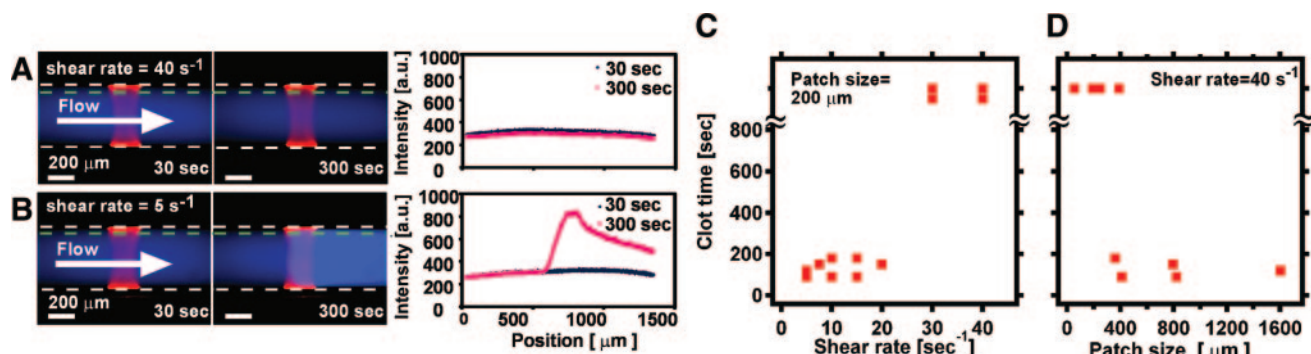 A
shear rate = 40 s⁻¹
Flow
200 μm
30 sec
300 sec
Intensity [a.u.]
1000
800
600
400
200
0
30 sec
300 sec
B
shear rate = 5 s⁻¹
Flow
200 μm
30 sec
300 sec
Intensity [a.u.]
1000
800
600
400
200
0
30 sec
300 sec
0 500 1000 1500
Position [ μm]
C
Patch size=
200 μm
Clot time [sec]
800
600
400
200
0
0 10 20 30 40
Shear rate [sec⁻¹]
D
Shear rate=40 s⁻¹
0 400 800 1200 1600
Patch size [ μm]